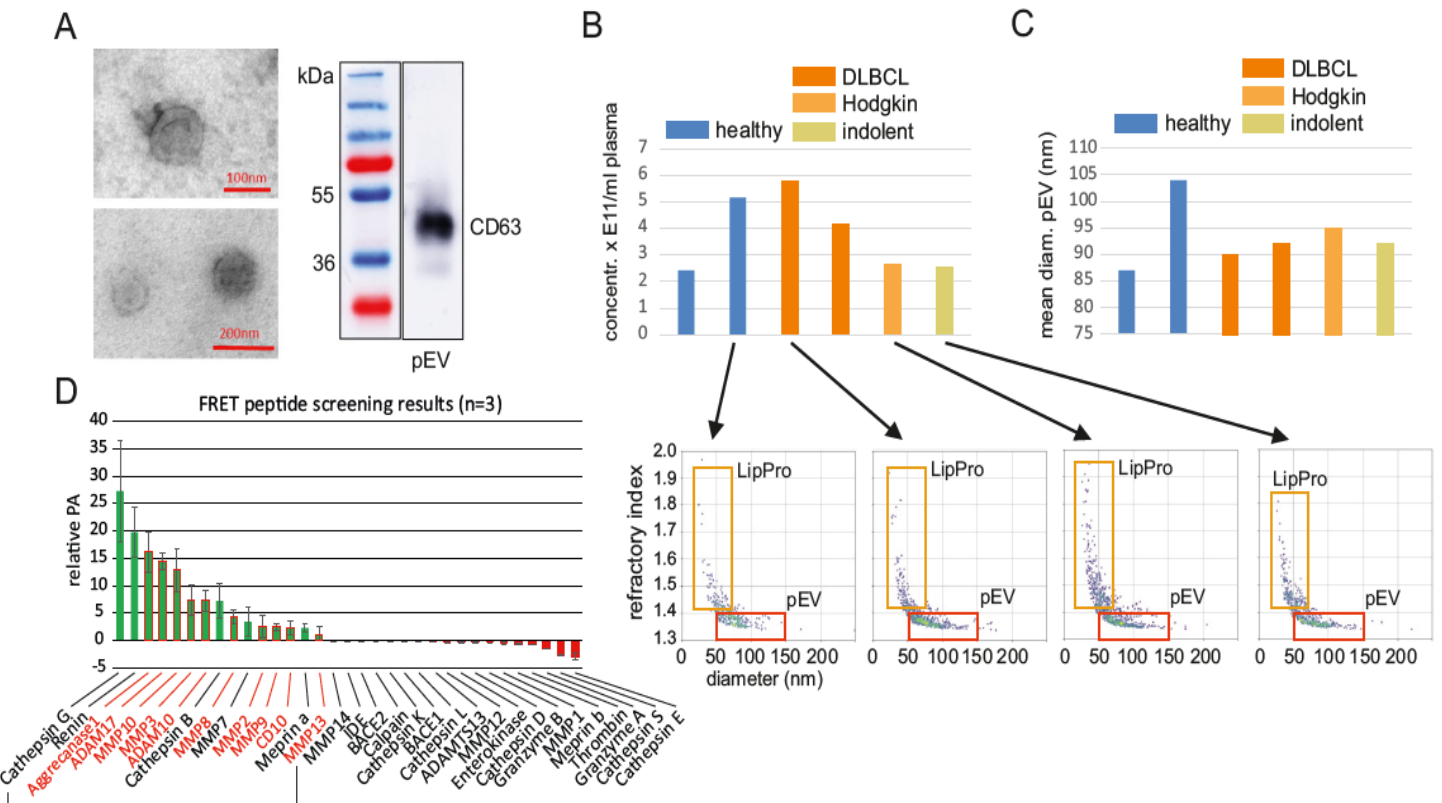 A
kDa
55
36
CD63
pEV
100nm
200nm
B
DLBCL
Hodgkin
healthy
indolent
concentr. x E11/ml plasma
7
6
5
4
3
2
1
0
C
DLBCL
Hodgkin
healthy
indolent
mean diam. pEV (nm)
110
105
100
95
90
85
80
75
refractory index
2.0
1.9
1.8
1.7
1.6
1.5
1.4
1.3
LipPro
pEV
LipPro
pEV
LipPro
pEV
LipPro
pEV
0 50 100 150 200
0 50 100 150 200
0 50 100 150 200
0 50 100 150 200
diameter (nm)
D
FRET peptide screening results (n=3)
relative PA
40
35
30
25
20
15
10
5
0
-5
Cathepsin G
Renin
Aggrecanase1
ADAM17
MMP10
MMP3
ADAM10
Cathepsin B
MMP8
MMP7
MMP2
MMP9
CD10
Meprin a
MMP13
MMP14
IDE
BACE2
Calpain
Cathepsin K
BACE1
Cathepsin L
ADAMTS13
MMP12
Enterokinase
Cathepsin D
Granzyme B
MMP1
Meprin b
Thrombin
Granzyme A
Cathepsin S
Cathepsin E